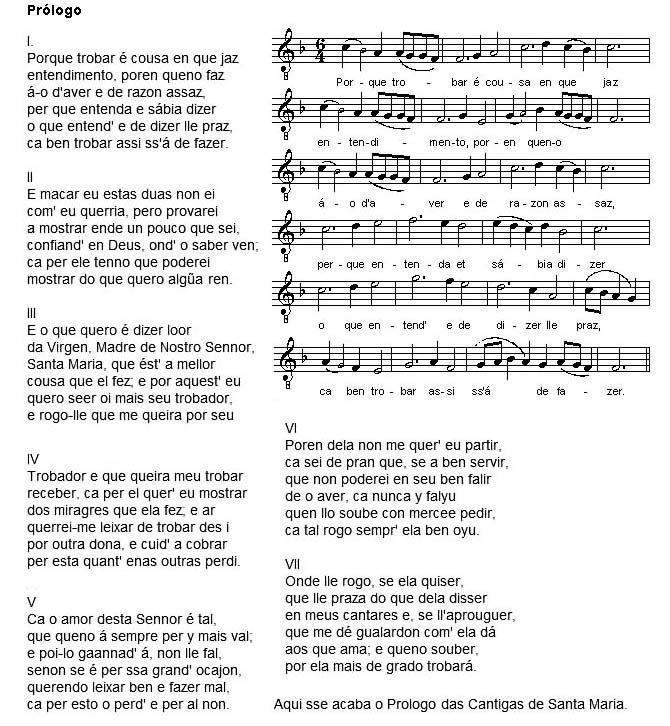 Prólogo
I.
Porque trobar é cousa en que jaz
entendimento, poren queno faz
á-o d'aver e de razon assaz,
per que entenda e sábia dizer
o que entend' e de dizer lle praz,
ca ben trobar assi ss'á de fazer.
II
E macar eu estas duas non ei
com' eu querria, pero provarei
a mostrar ende un pouco que sei,
confiand' en Deus, ond' o saber ven;
ca per ele tenno que poderei
mostrar do que quero algũa ren.
III
E o que quero é dizer loor
da Virgen, Madre de Nostro Sennor,
Santa Maria, que ést' a mellor
cousa que el fez; e por aquest' eu
quero seer oi mais seu trobador,
e rogo-lle que me queira por seu
IV
Trobador e que queira meu trobar
receber, ca per el quer' eu mostrar
dos miragres que ela fez; e ar
querrei-me leixar de trobar des i
por outra dona, e cuid' a cobrar
per esta quant' enas outras perdi.
V
Ca o amor desta Sennor é tal,
que queno á sempre per y mais val;
e poi-lo gaannad' á, non lle fal,
senon se é per ssa grand' ocajon,
querendo leixar ben e fazer mal,
ca per esto o perd' e per al non.
6 4
8
Por - que tro - bar é cou - sa en que jaz
8
en - ten-di - men-to, por - en quen-o
8
á - o d'a - ver e de ra - zon as - saz,
8
per - que en - ten - da et sá - bia di - zer
8
o que en - tend' e de di - zer lle praz,
8
ca ben tro - bar as-si ss'á de fa - zer.
VI
Poren dela non me quer' eu partir,
ca sei de pran que, se a ben servir,
que non poderei en seu ben falir
de o aver, ca nunca y falyu
quen llo soube con mercee pedir,
ca tal rogo sempr' ela ben oyu.
VII
Onde lle rogo, se ela quiser,
que lle praza do que dela disser
en meus cantares e, se ll'aprouguer,
que me dé gualardon com' ela dá
aos que ama; e queno souber,
por ela mais de grado trobará.
Aqui sse acaba o Prologo das Cantigas de Santa Maria.